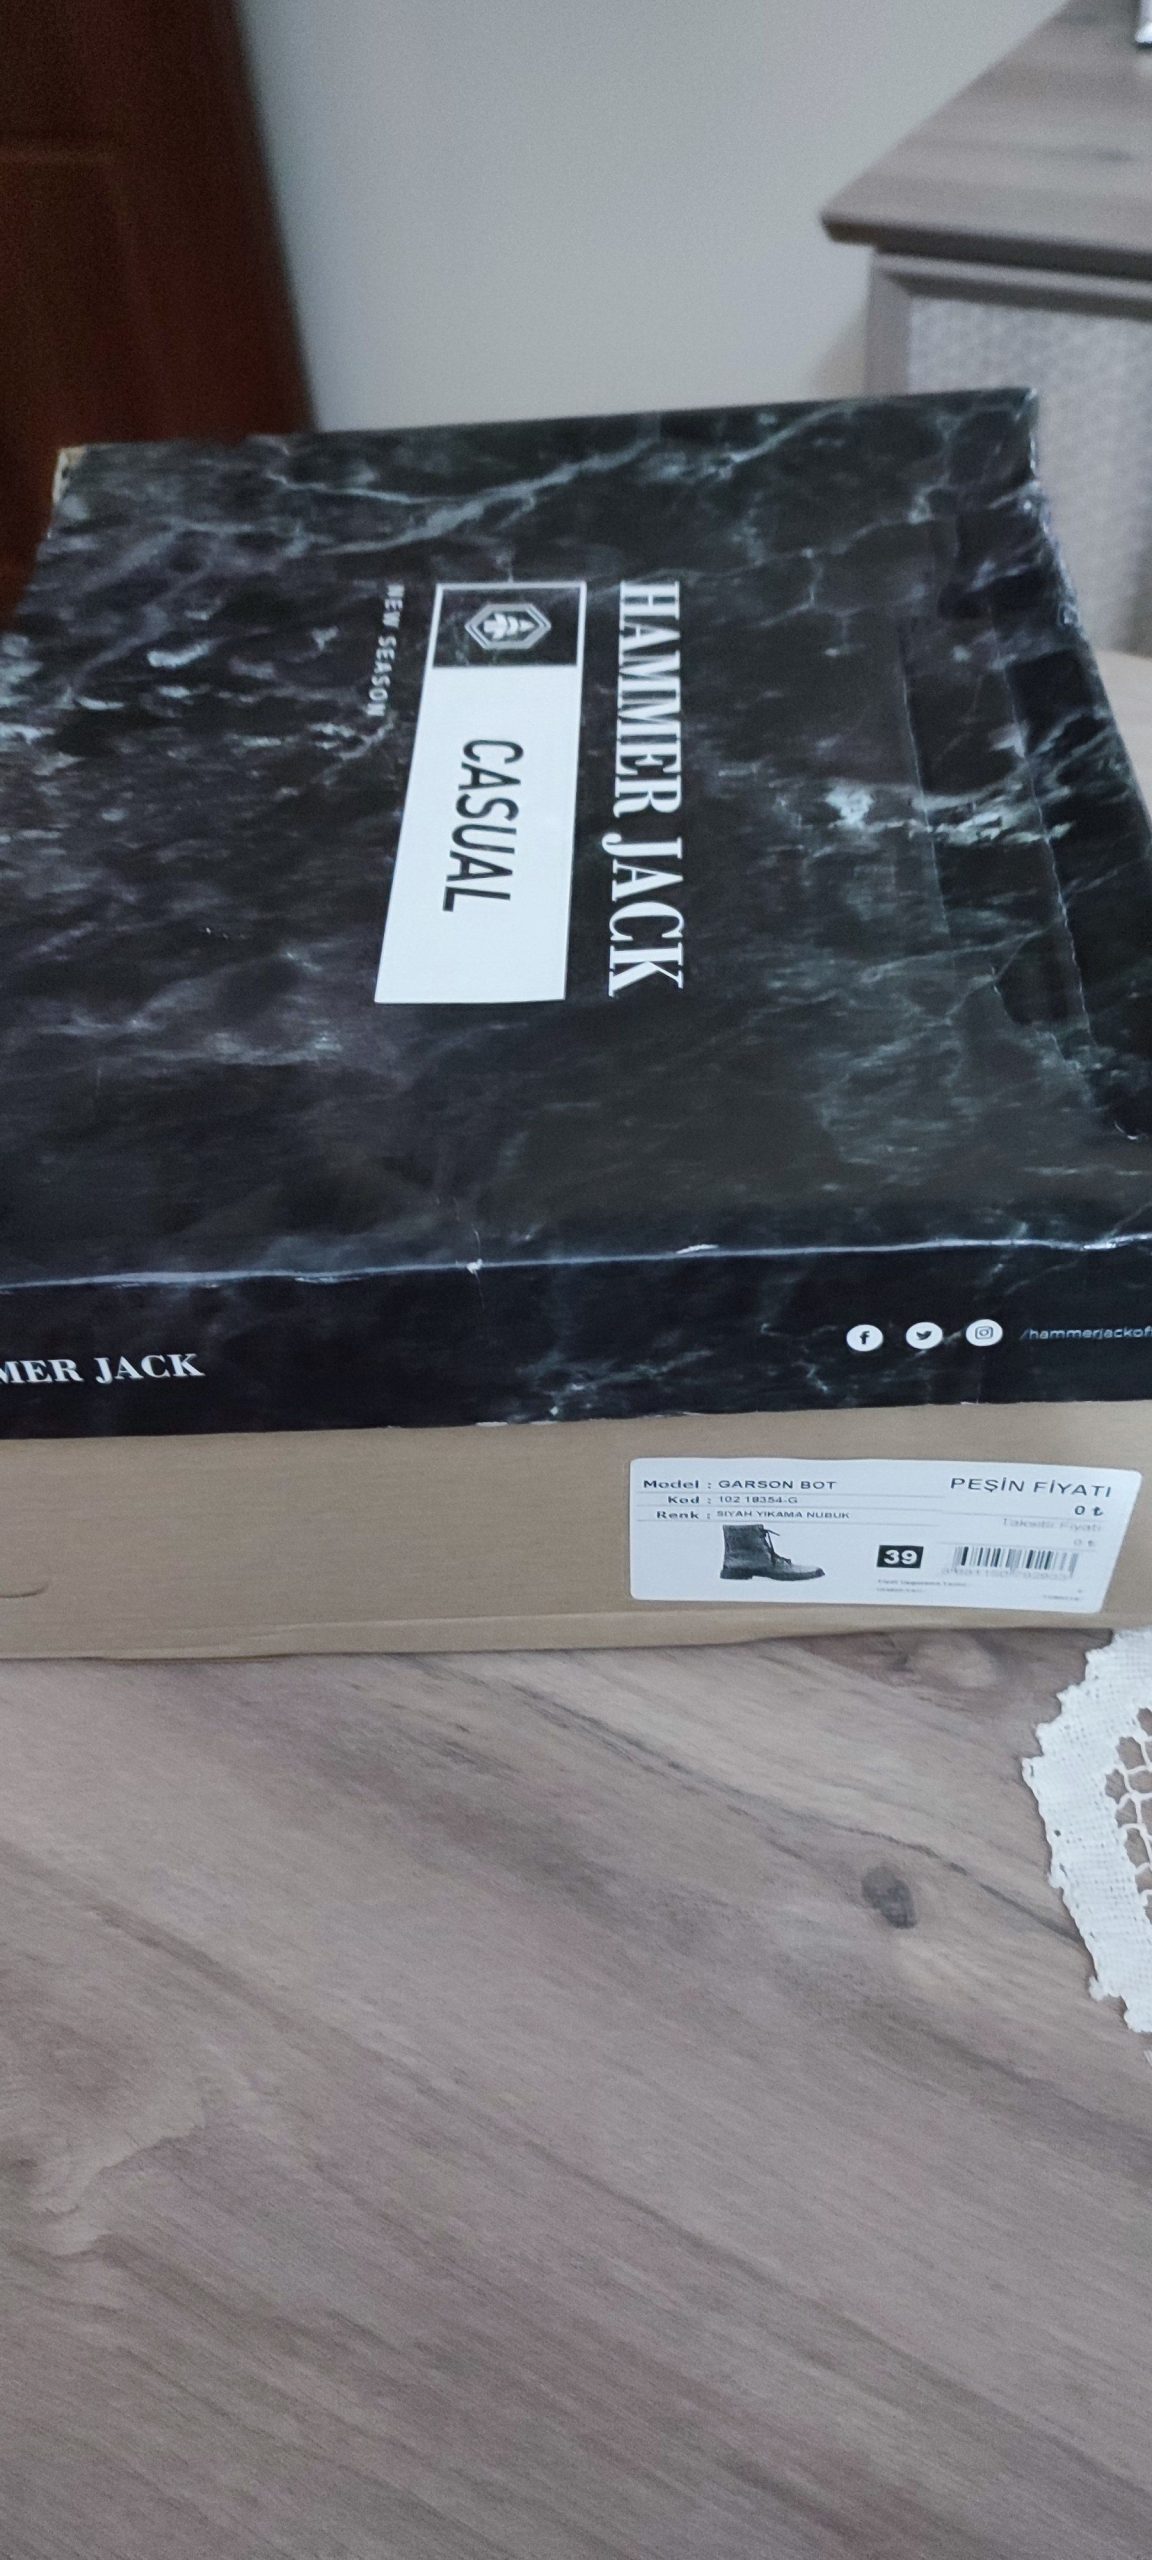 HAMMER JACK
CASUAL
NEW SEASON
MER JACK
/hammerjackof
Model : GARSON BOT
Kod : 102 18354-G
Renk : SIYAH YIKAMA NUBUK
PEŞİN FİYATI
0 ₺
Taksitli Fiyatı
0 ₺
39